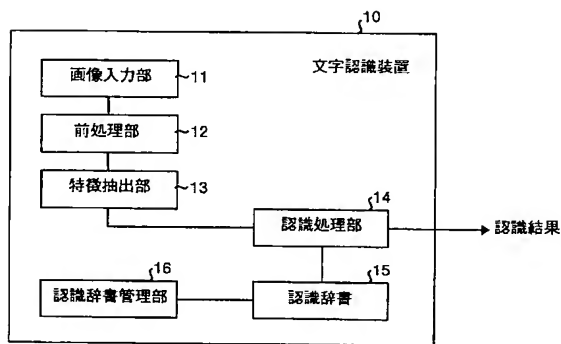 10
文字認識装置
画像入力部 11
前処理部 12
特徴抽出部 13
認識処理部 14
認識結果
認識辞書管理部 16
認識辞書 15